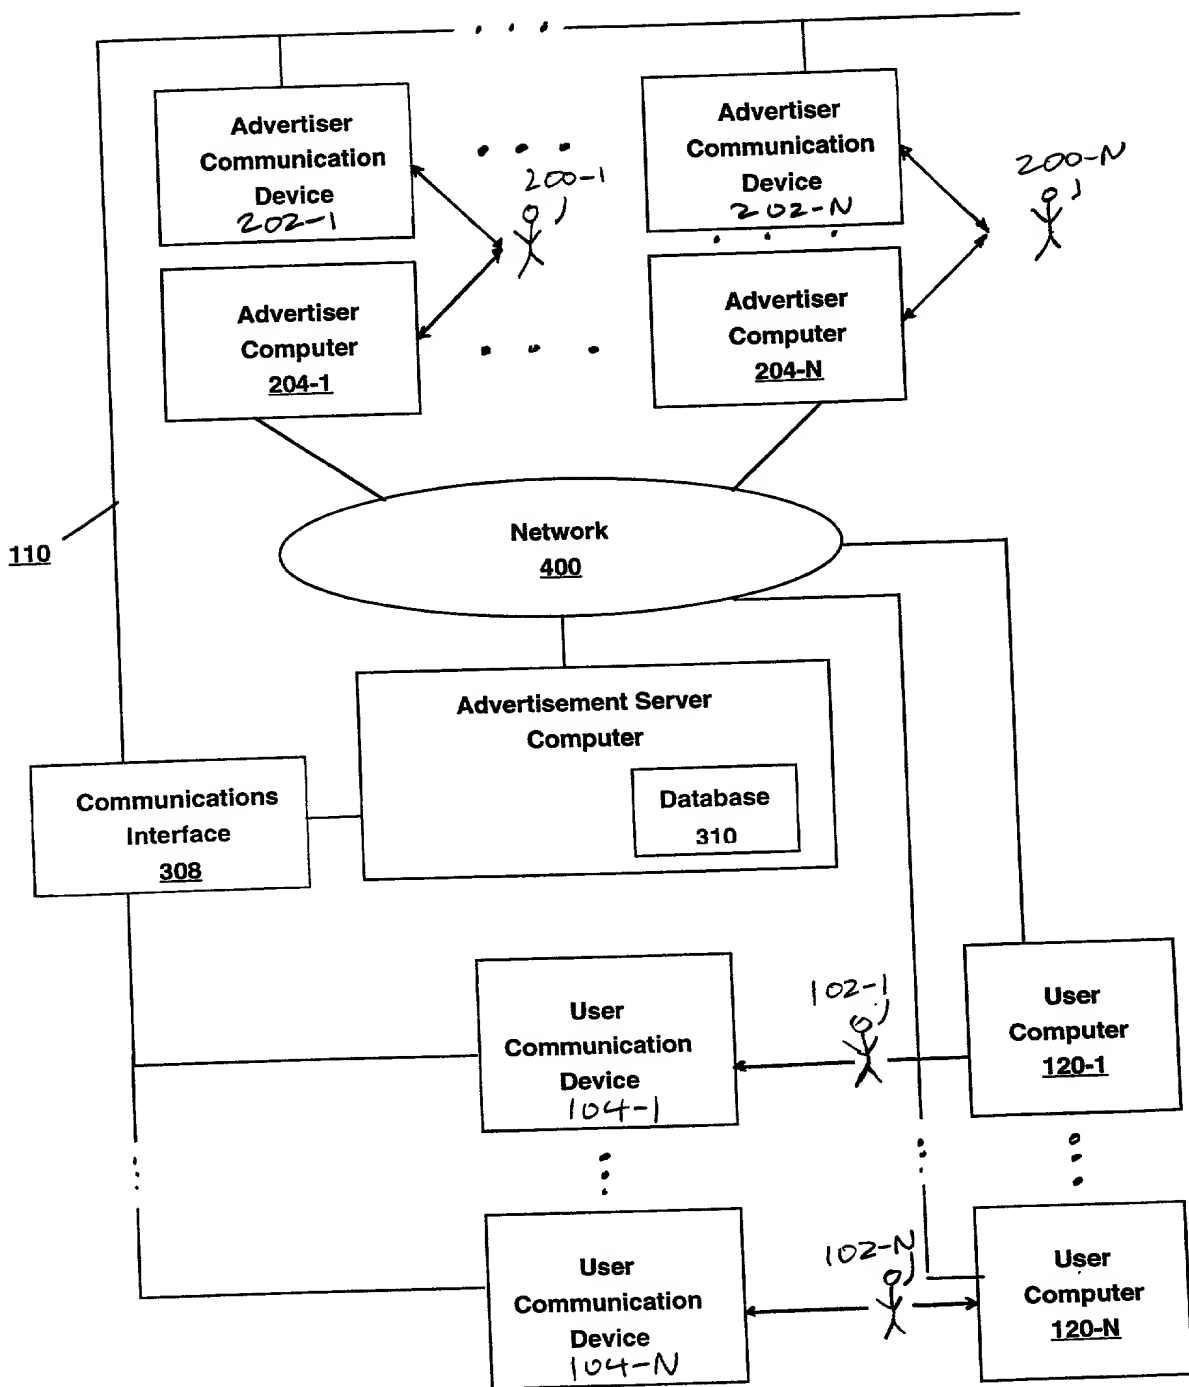 Advertiser
Communication
Device
202-1
200-1
Advertiser
Communication
Device
202-N
200-N
Advertiser
Computer
204-1
Advertiser
Computer
204-N
110
Network
400
Advertisement Server
Computer
Database
310
Communications
Interface
308
User
Communication
Device
104-1
102-1
User
Computer
120-1
User
Communication
Device
104-N
102-N
User
Computer
120-N